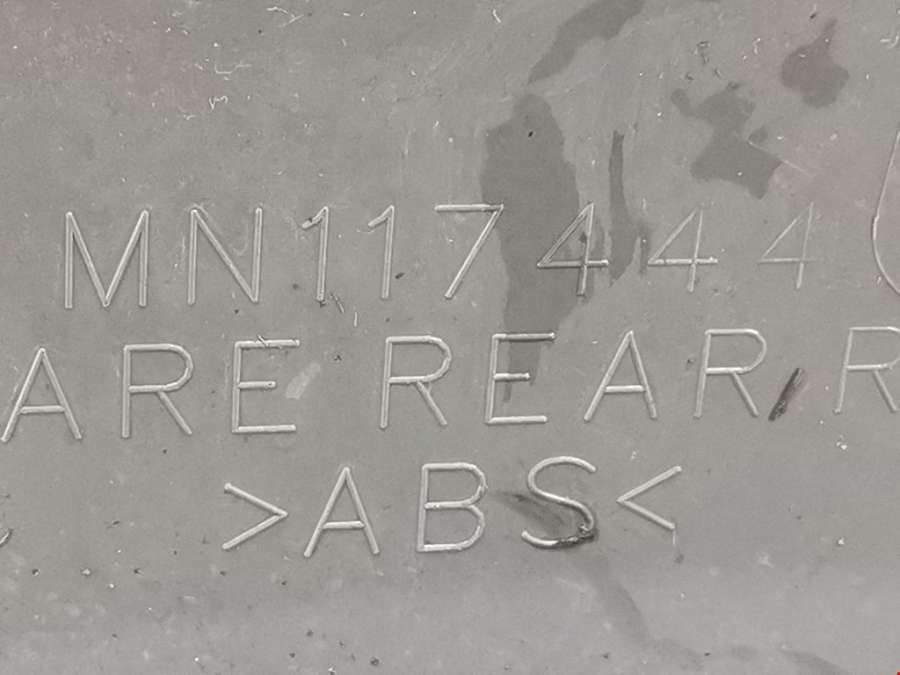 MN117444
ARE REAR, R
>ABS<